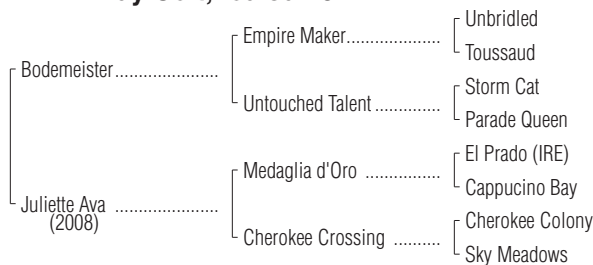 Unbridled
Empire Maker...................
Toussaud
Bodemeister.....................
Storm Cat
Untouched Talent ..............
Parade Queen
El Prado (IRE)
Medaglia d'Oro ................
Cappucino Bay
Juliette Ava .....................
(2008)
Cherokee Colony
Cherokee Crossing ..........
Sky Meadows